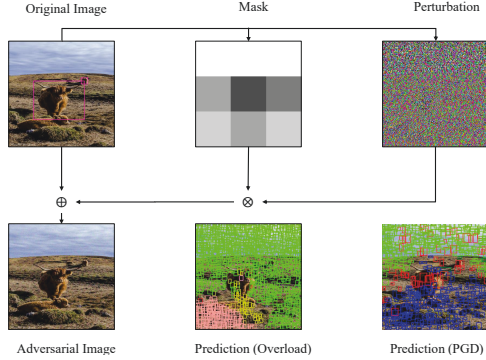 Original Image
Mask
Perturbation
⊕
⊗
Adversarial Image
Prediction (Overload)
Prediction (PGD)